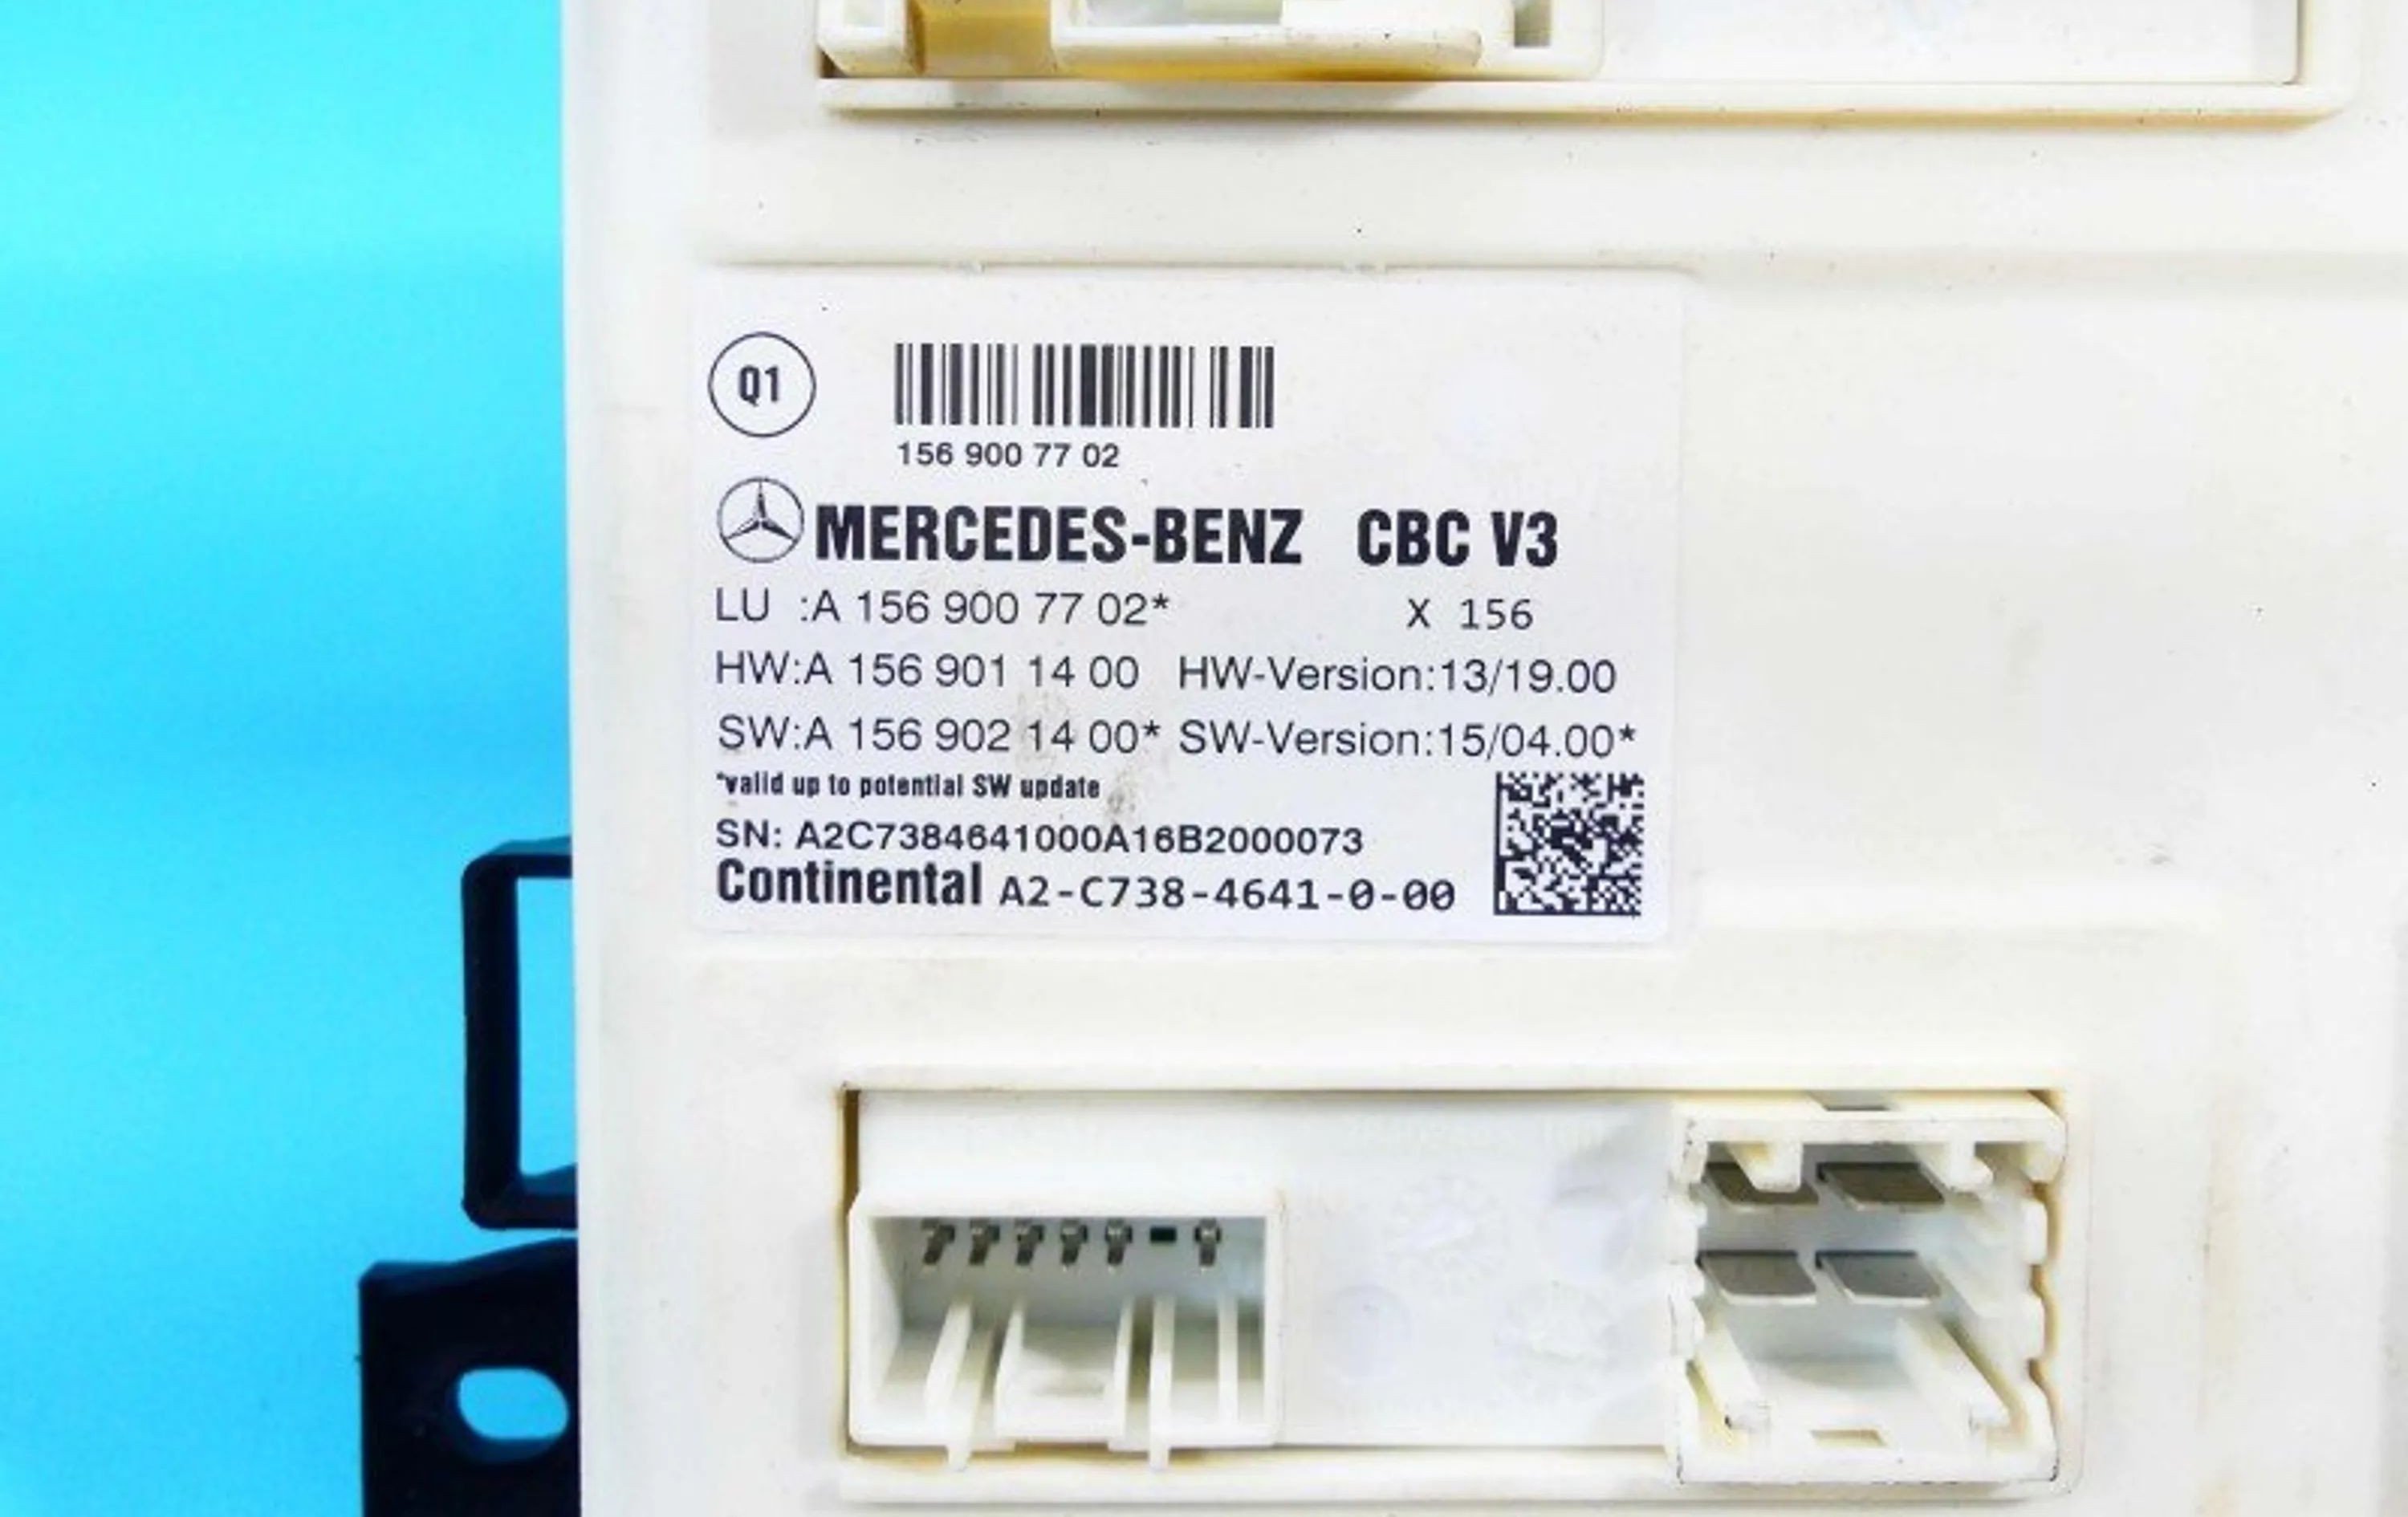 Q1
156 900 77 02
MERCEDES-BENZ CBC V3
LU :A 156 900 77 02* X 156
HW:A 156 901 14 00 HW-Version:13/19.00
SW:A 156 902 14 00* SW-Version:15/04.00*
*valid up to potential SW update
SN: A2C7384641000A16B2000073
Continental A2-C738-4641-0-00